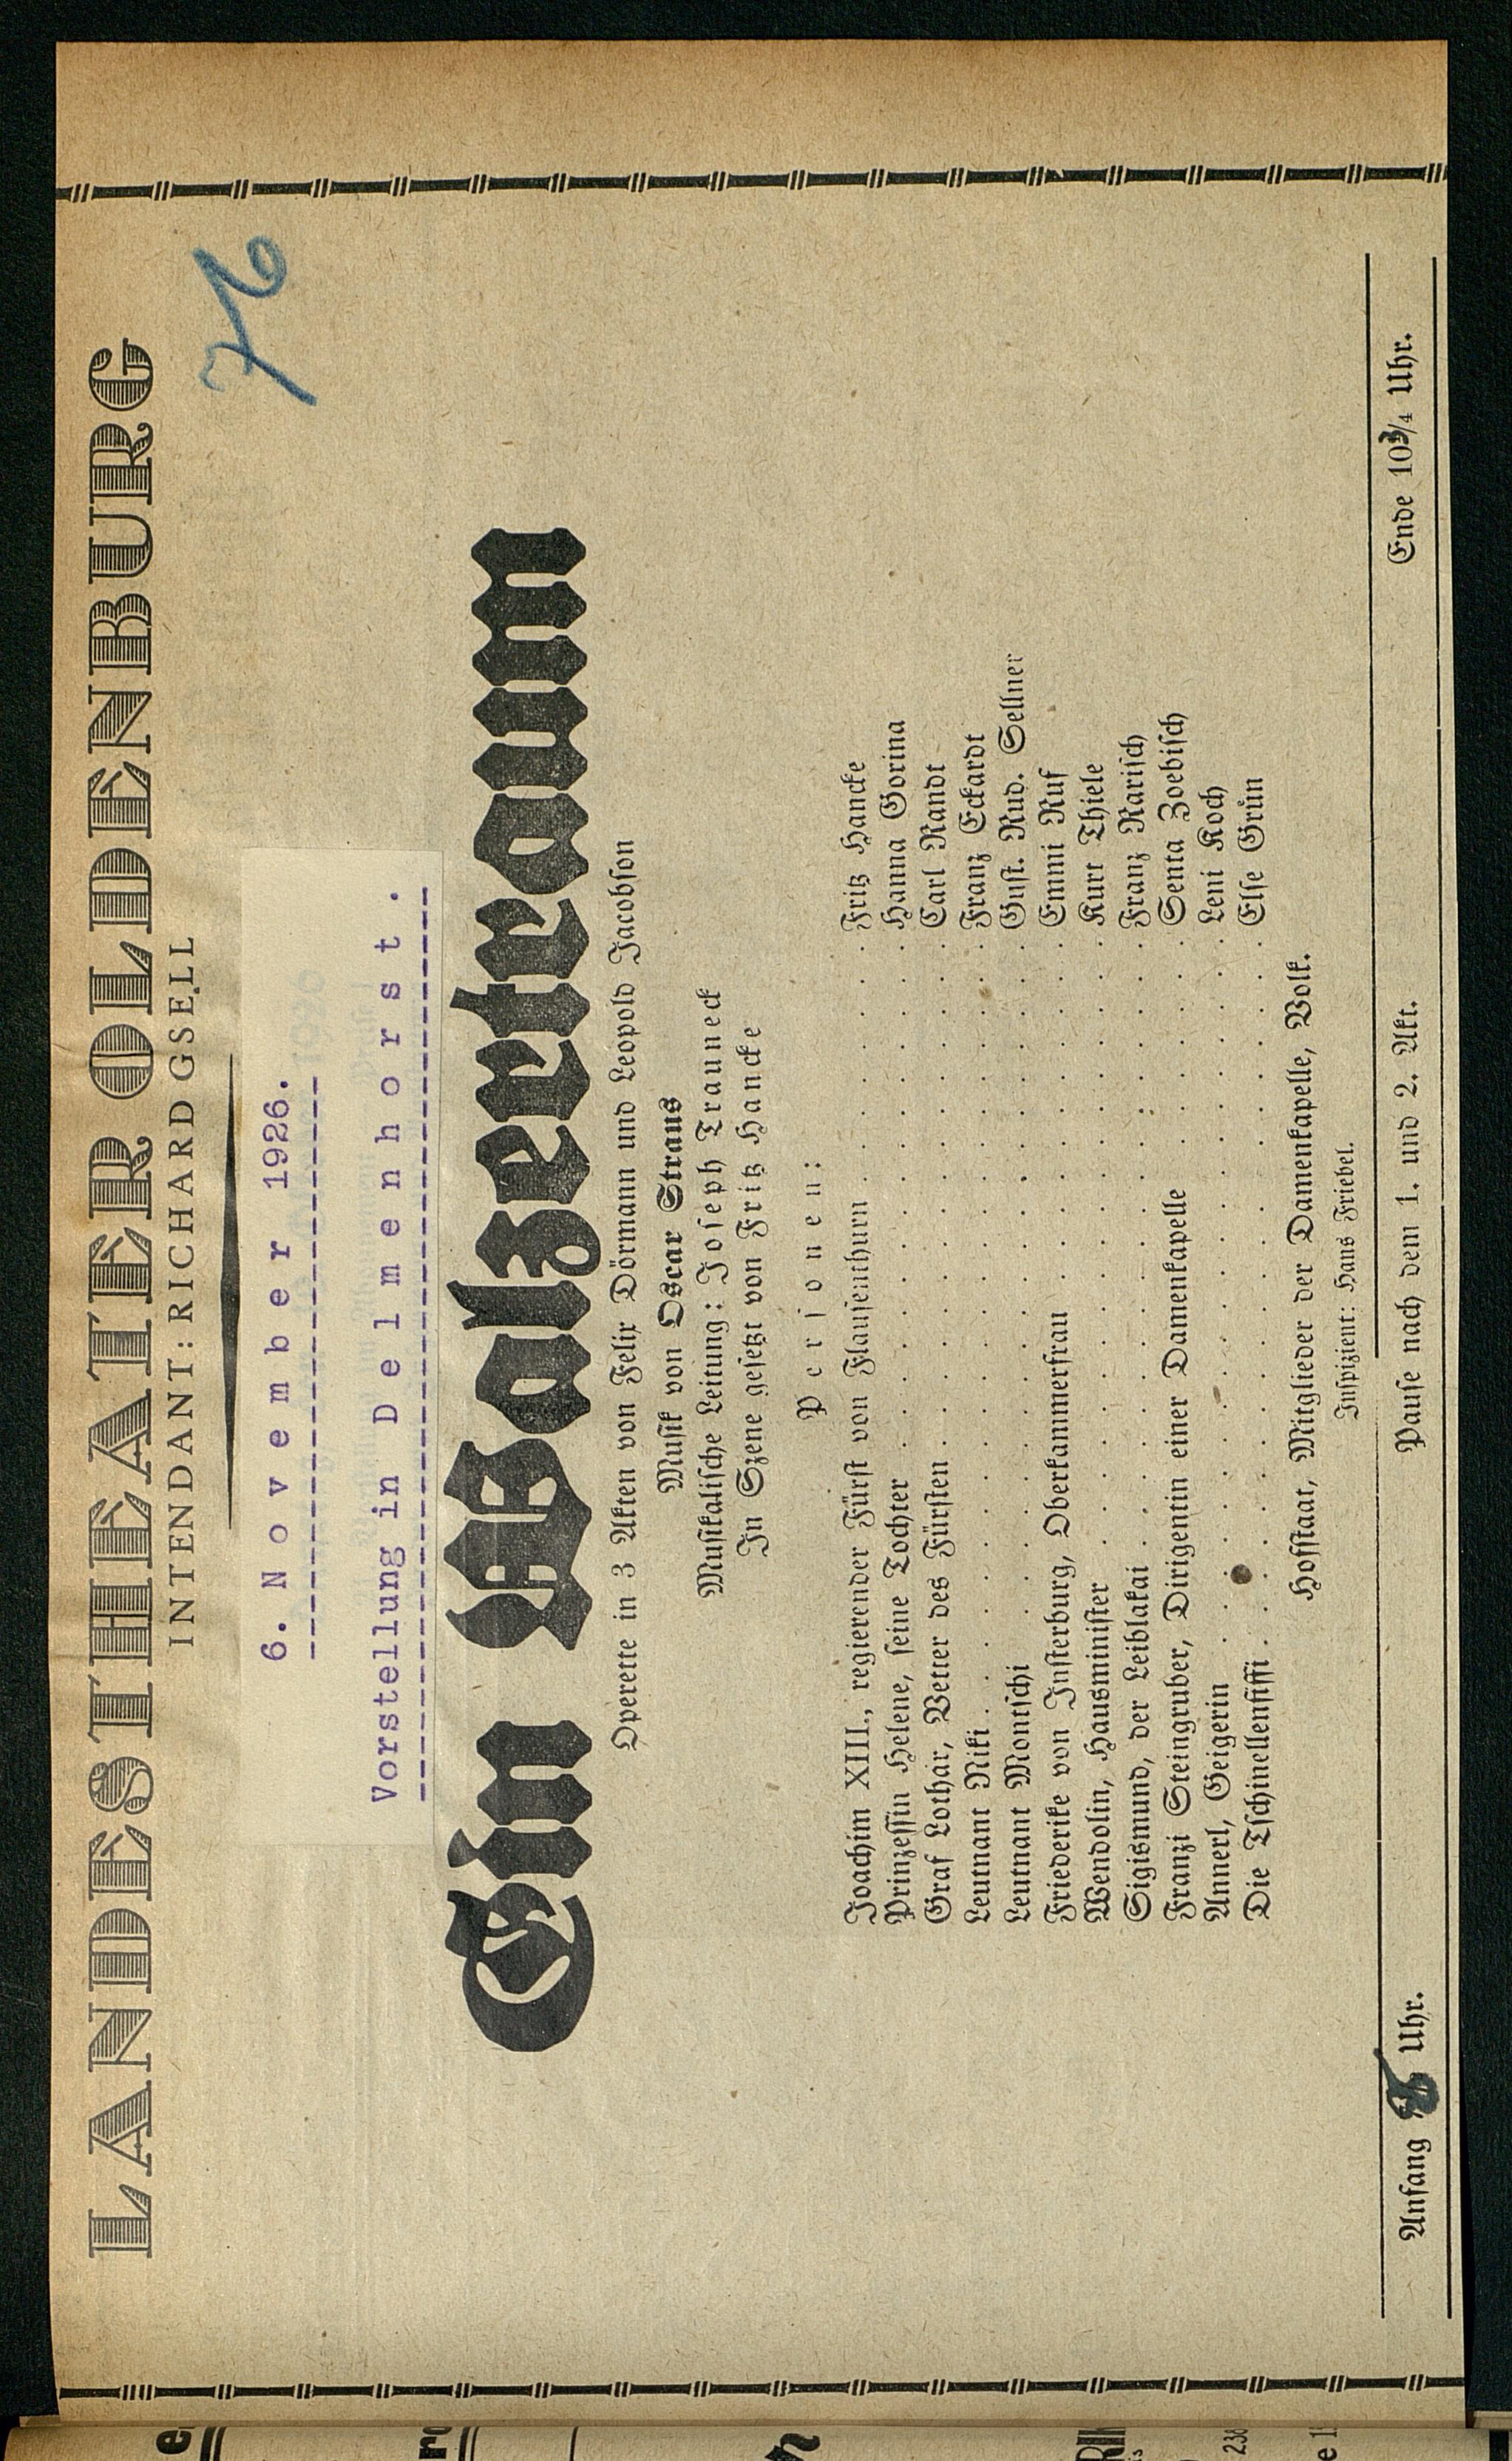 LANDESTHEATER OLDENBURG
INTENDANT: RICHARD GSELL
76
6. November 1926.
Vorstellung in Delmenhorst.
Ein Walzertraum
Operette in 3 Akten von Felix Dörmann und Leopold Jacobson
Musik von Oscar Straus
Musikalische Leitung: Joseph Trauneck
In Szene gesetzt von Fritz Hancke
Personen:
Joachim XIII., regierender Fürst von Flausenthurn . . . . . . . Fritz Hancke
Prinzessin Helene, seine Tochter . . . . . . . . . . . . . Hanna Gorina
Graf Lothar, Vetter des Fürsten . . . . . . . . . . . . . Carl Randt
Leutnant Niki . . . . . . . . . . . . . . . . . . Franz Eckardt
Leutnant Montschi . . . . . . . . . . . . . . . . . Gust. Rud. Sellner
Friederike von Insterburg, Oberkammerfrau . . . . . . . . . Emmi Ruf
Wendolin, Hausminister . . . . . . . . . . . . . . . Kurt Thiele
Sigismund, der Leiblakai . . . . . . . . . . . . . . . Franz Rarisch
Franzi Steingruber, Dirigentin einer Damenkapelle . . . . . . . Senta Zoebisch
Annerl, Geigerin . . . . . . . . . . . . . . . . . Leni Koch
Die Tschinellenfiffi . . . . . . . . . . . . . . . . . Else Grün
Hofstaat, Mitglieder der Damenkapelle, Volk.
Inspizient: Hans Friebel.
Anfang 8 Uhr. Pause nach dem 1. und 2. Akt. Ende 10 3/4 Uhr.